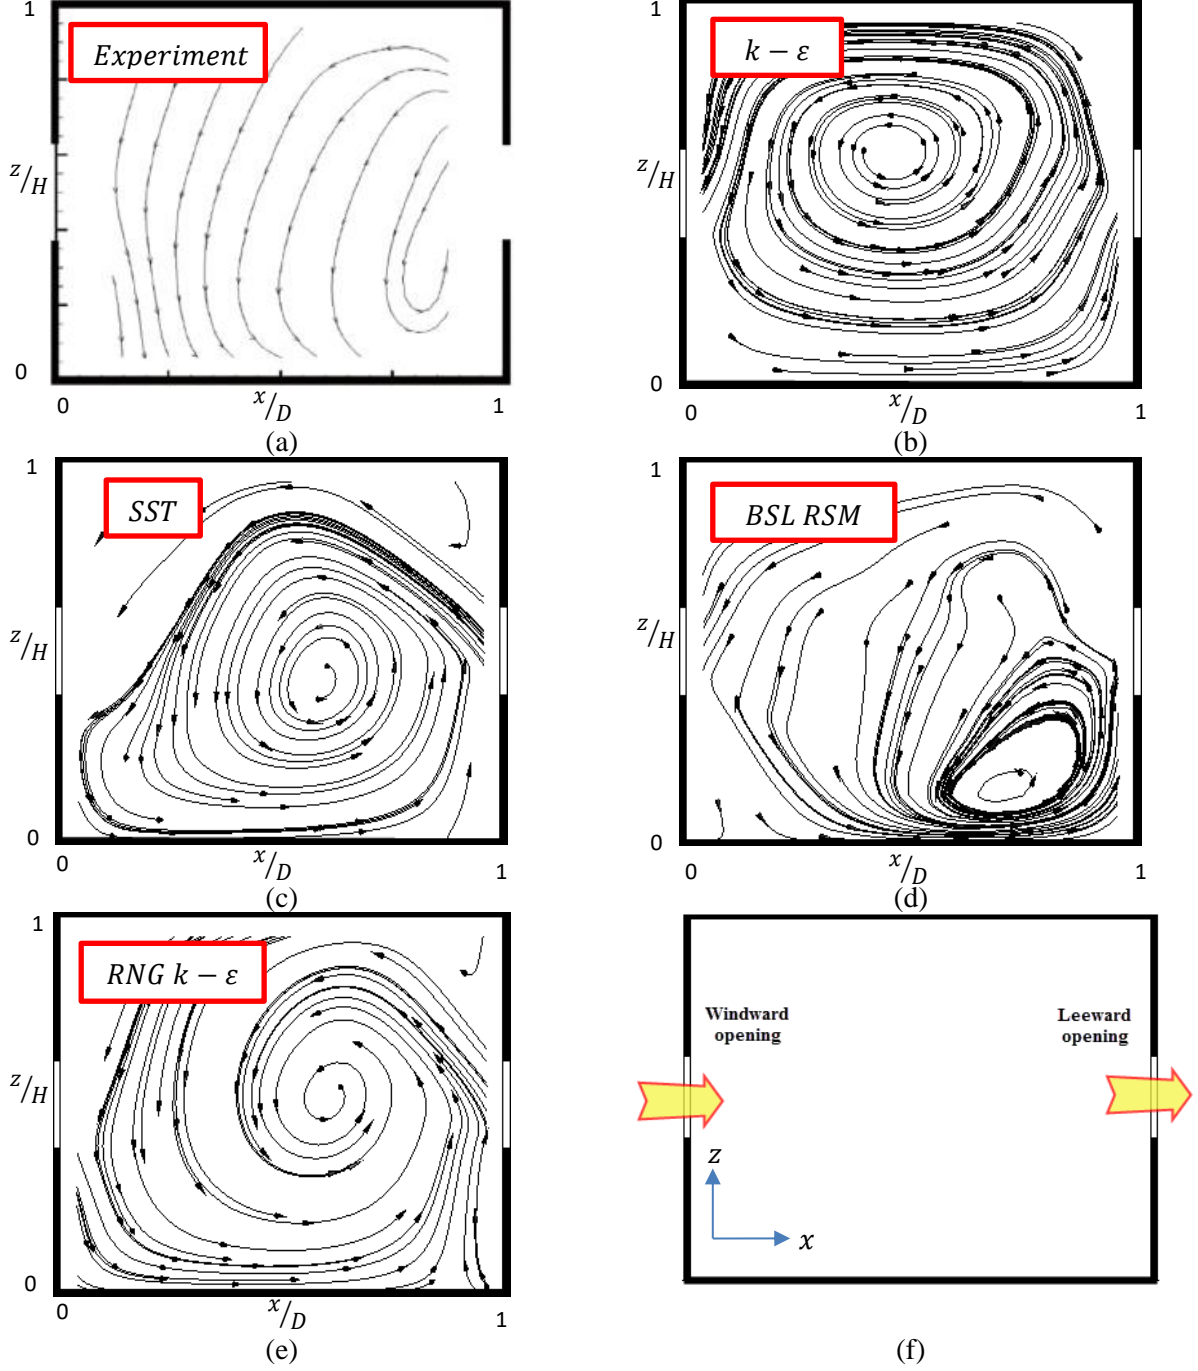 1
Experiment
z/H
0
0
x/D
1
(a)
1
k − ε
z/H
0
0
x/D
1
(b)
1
SST
z/H
0
0
x/D
1
(c)
1
BSL RSM
z/H
0
0
x/D
1
(d)
1
RNG k − ε
z/H
0
0
x/D
1
(e)
Windward
opening
Leeward
opening
z
x
(f)